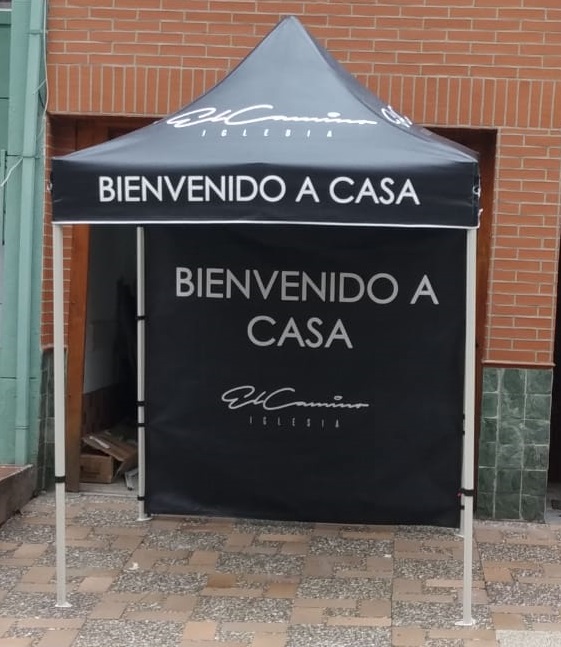 El Camino
IGLESIA
BIENVENIDO A CASA
BIENVENIDO A
CASA
El Camino
IGLESIA